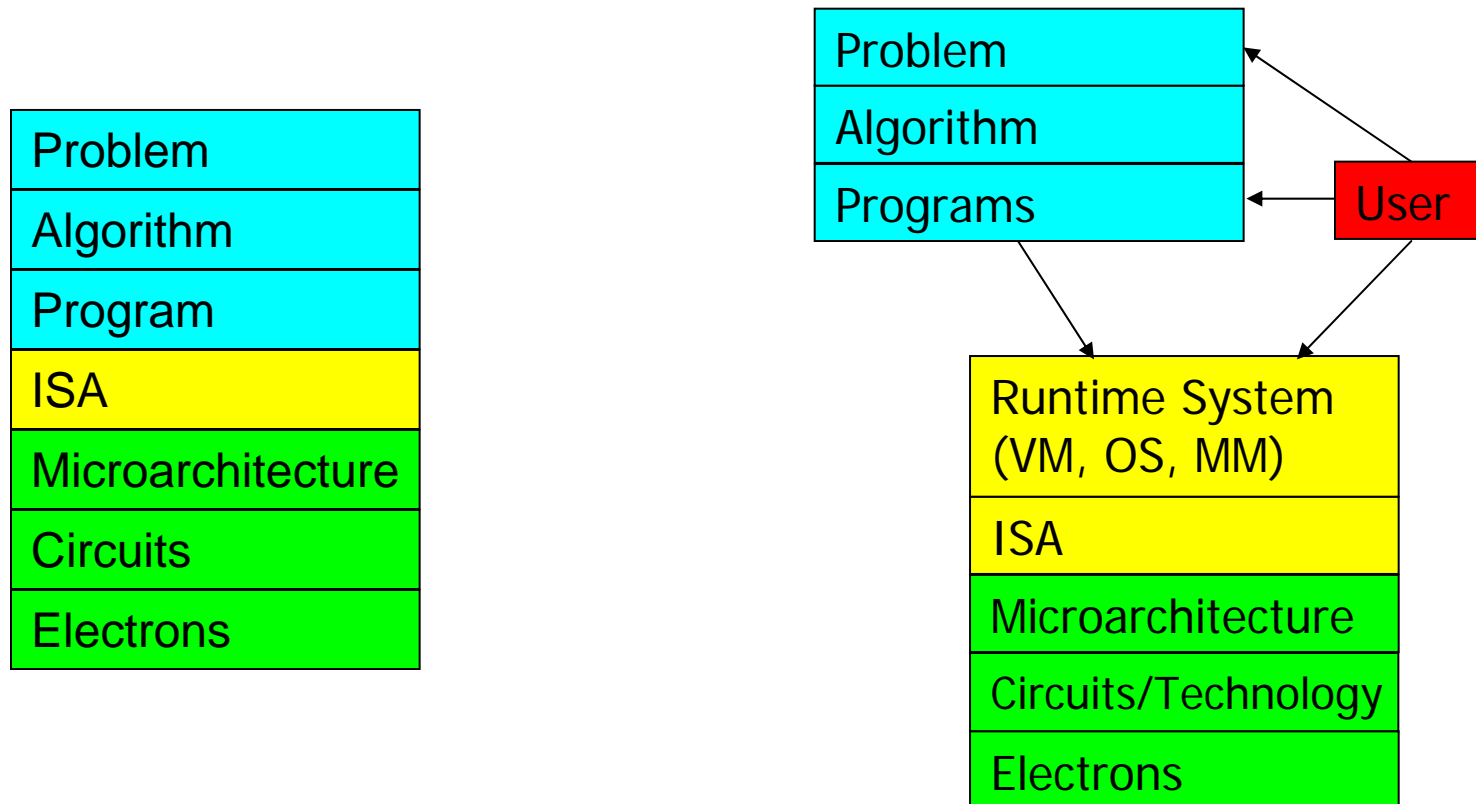 Problem
Algorithm
Program
ISA
Microarchitecture
Circuits
Electrons
Problem
Algorithm
Programs
User
Runtime System
(VM, OS, MM)
ISA
Microarchitecture
Circuits/Technology
Electrons